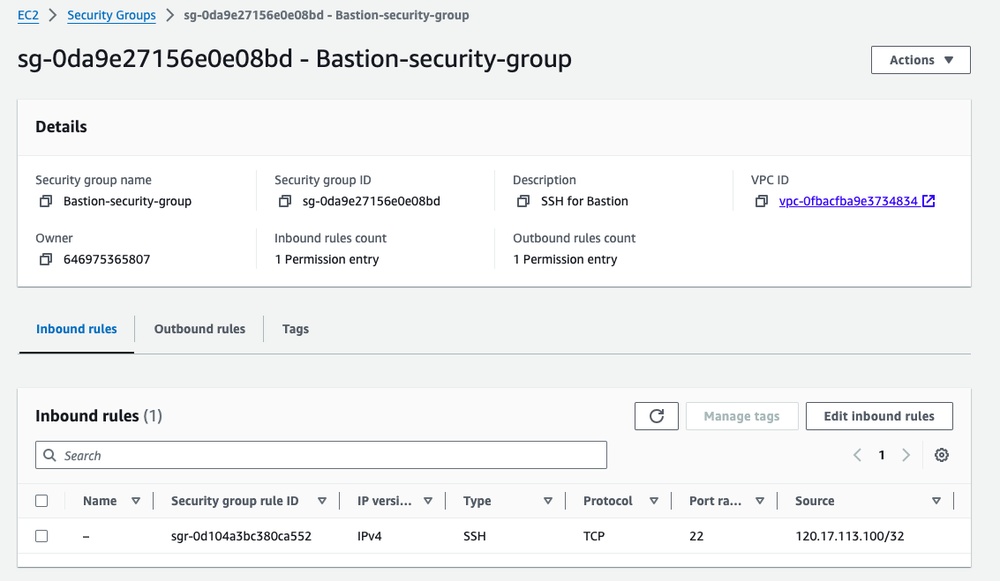 EC2 > Security Groups > sg-0da9e27156e0e08bd - Bastion-security-group
sg-0da9e27156e0e08bd - Bastion-security-group
Actions
Details
Security group name
Bastion-security-group
Security group ID
sg-0da9e27156e0e08bd
Description
SSH for Bastion
VPC ID
vpc-0fbacfba9e3734834
Owner
646975365807
Inbound rules count
1 Permission entry
Outbound rules count
1 Permission entry
Inbound rules Outbound rules Tags
Inbound rules (1)
Manage tags Edit inbound rules
Search
1
Name Security group rule ID IP versi... Type Protocol Port ra... Source
– sgr-0d104a3bc380ca552 IPv4 SSH TCP 22 120.17.113.100/32